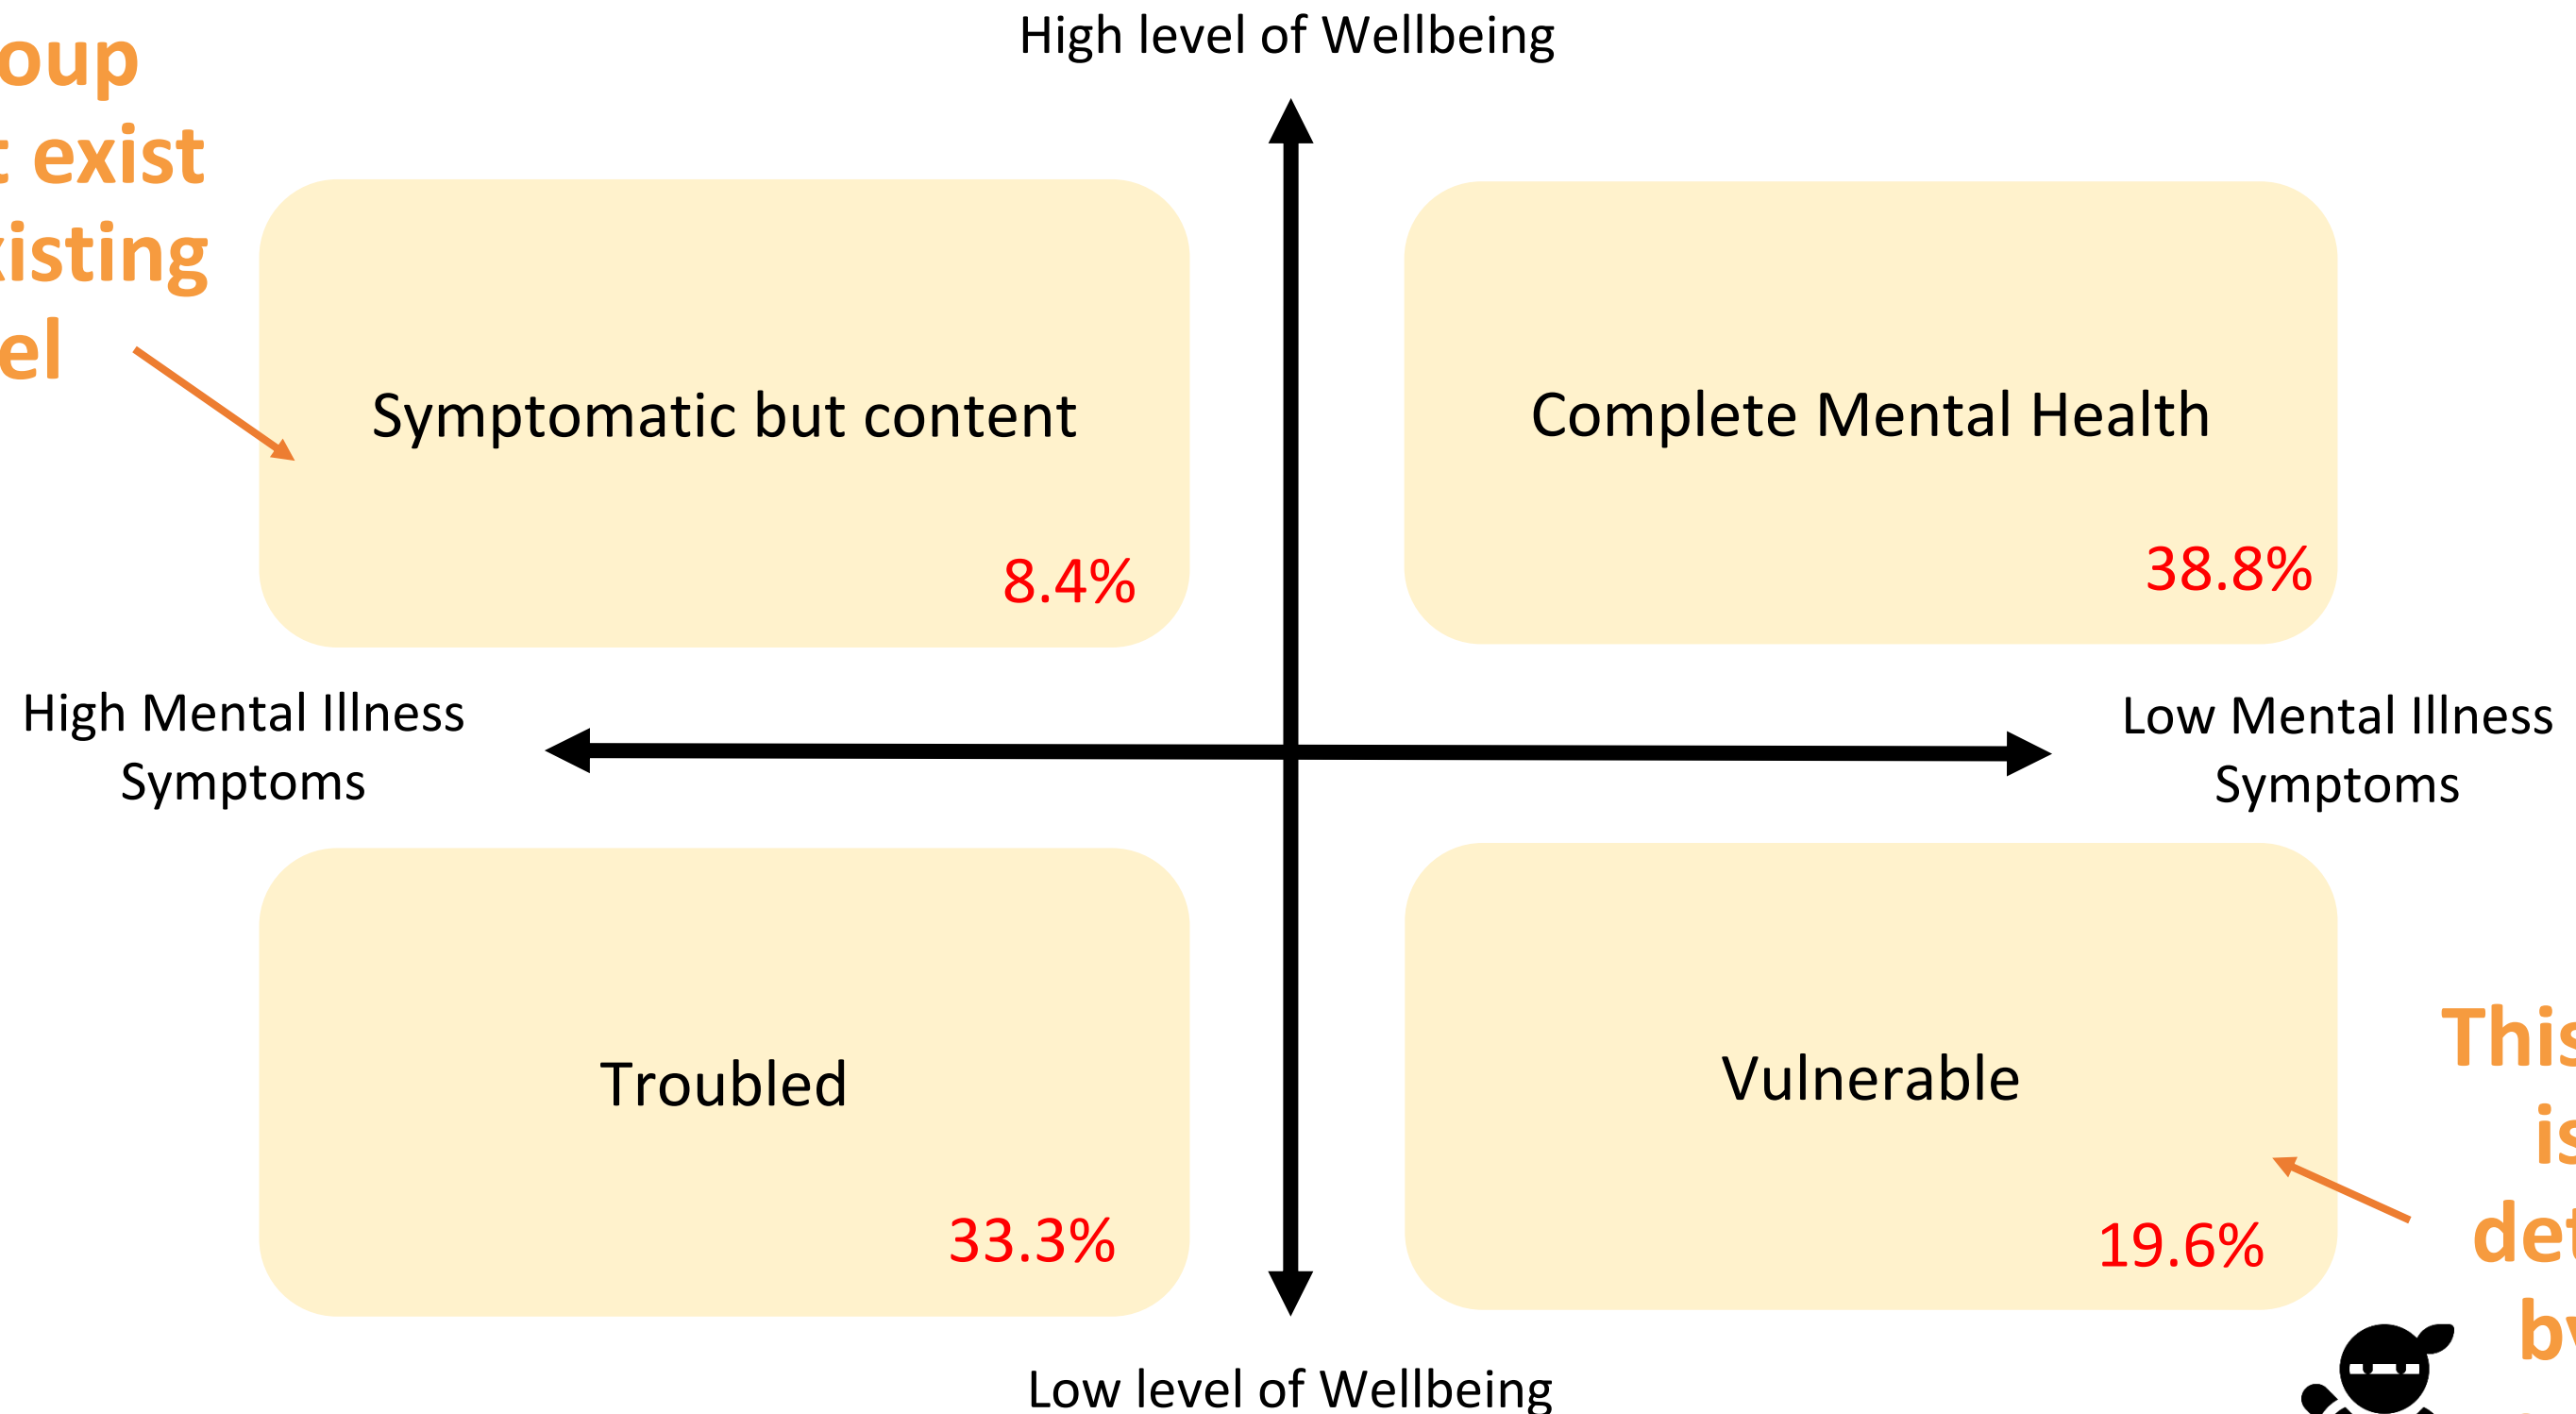 High level of Wellbeing
oup
exist
isting
el
Symptomatic but content
8.4%
Complete Mental Health
38.8%
High Mental Illness
Symptoms
Low Mental Illness
Symptoms
Troubled
33.3%
Vulnerable
19.6%
This
is
det
by
Low level of Wellbeing